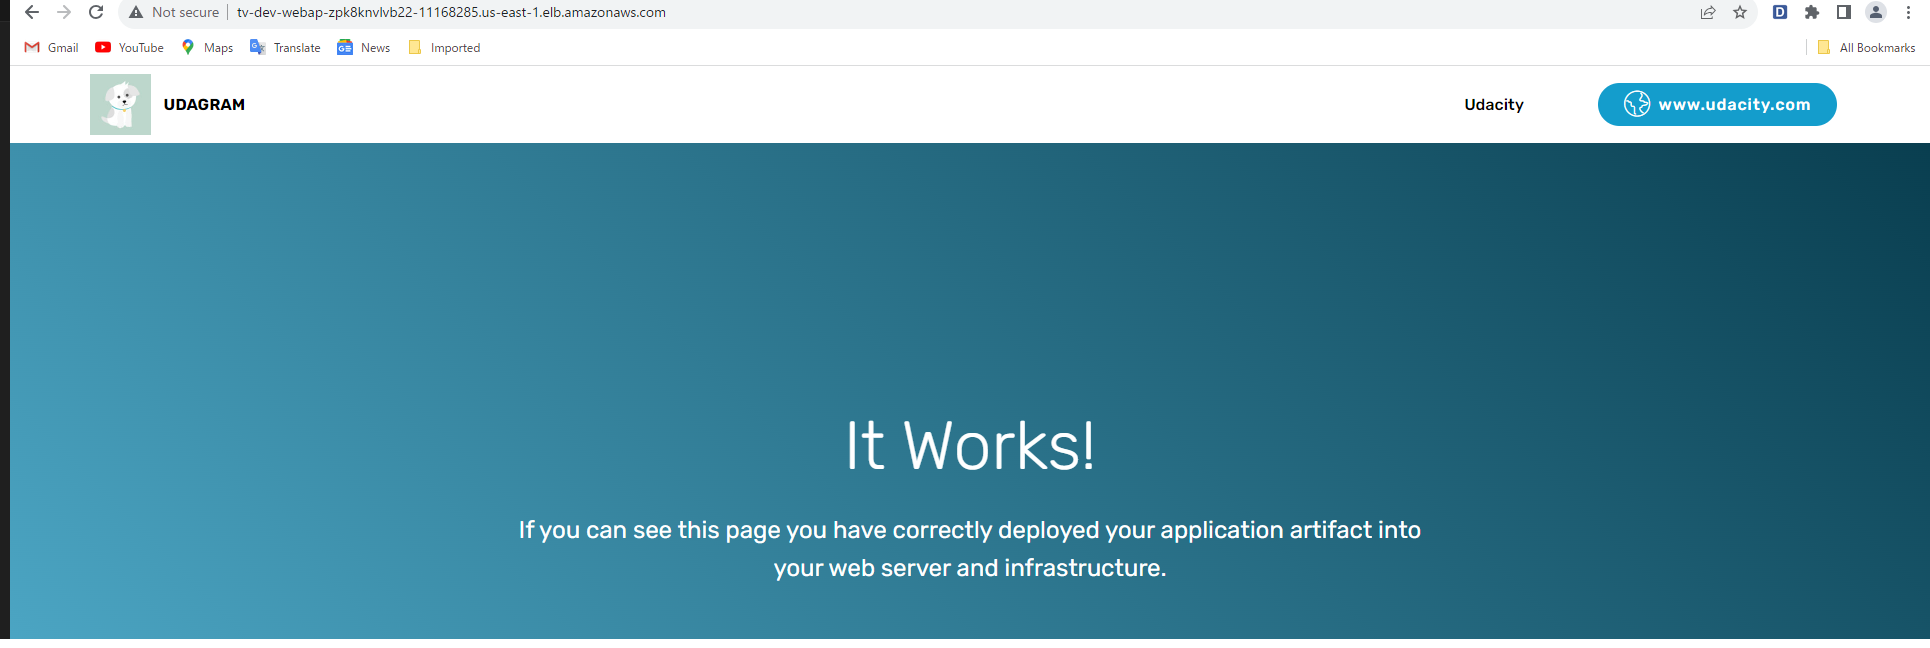 Not secure tv-dev-webap-zpk8knvlvb22-11168285.us-east-1.elb.amazonaws.com D
Gmail YouTube Maps Translate News Imported All Bookmarks
UDAGRAM Udacity www.udacity.com
It Works!
If you can see this page you have correctly deployed your application artifact into
your web server and infrastructure.